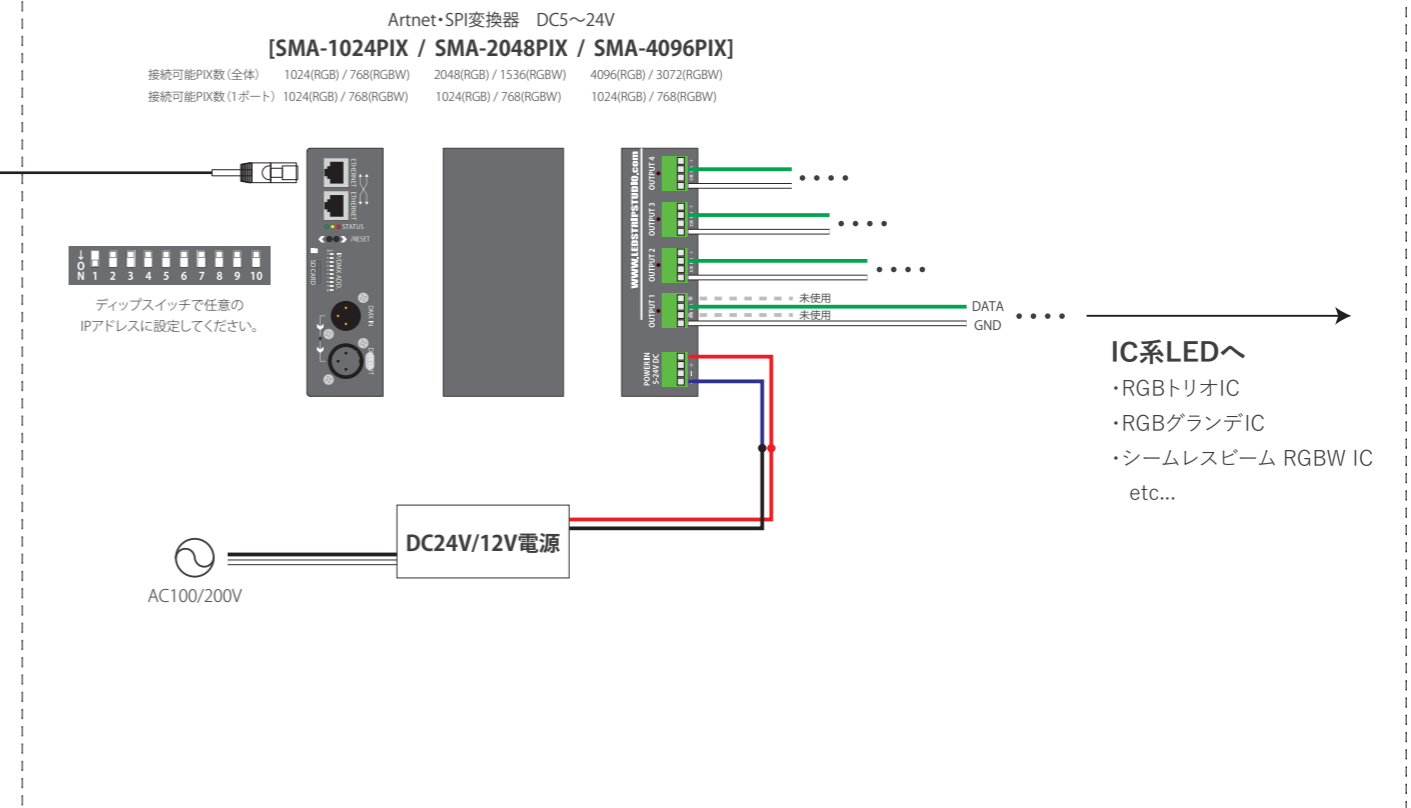 Artnet・SPI変換器 DC5～24V
[SMA-1024PIX / SMA-2048PIX / SMA-4096PIX]
接続可能PIX数（全体） 1024(RGB) / 768(RGBW) 2048(RGB) / 1536(RGBW) 4096(RGB) / 3072(RGBW)
接続可能PIX数（1ポート） 1024(RGB) / 768(RGBW) 1024(RGB) / 768(RGBW) 1024(RGB) / 768(RGBW)
ETHERNET
ETHERNET
STATUS
/RESET
SD CARD
IP/DMX ADD.
DMX IN
WWW.LEDSTRIPSTUDIO.com
OUTPUT 4
OUTPUT 3
OUTPUT 2
OUTPUT 1
POWER IN
5-24V DC
↓ON
1 2 3 4 5 6 7 8 9 10
ディップスイッチで任意の
IPアドレスに設定してください。
未使用
DATA
未使用
GND
IC系LEDへ
・RGBトリオIC
・RGBグランデIC
・シームレスビーム RGBW IC
etc...
DC24V/12V電源
AC100/200V